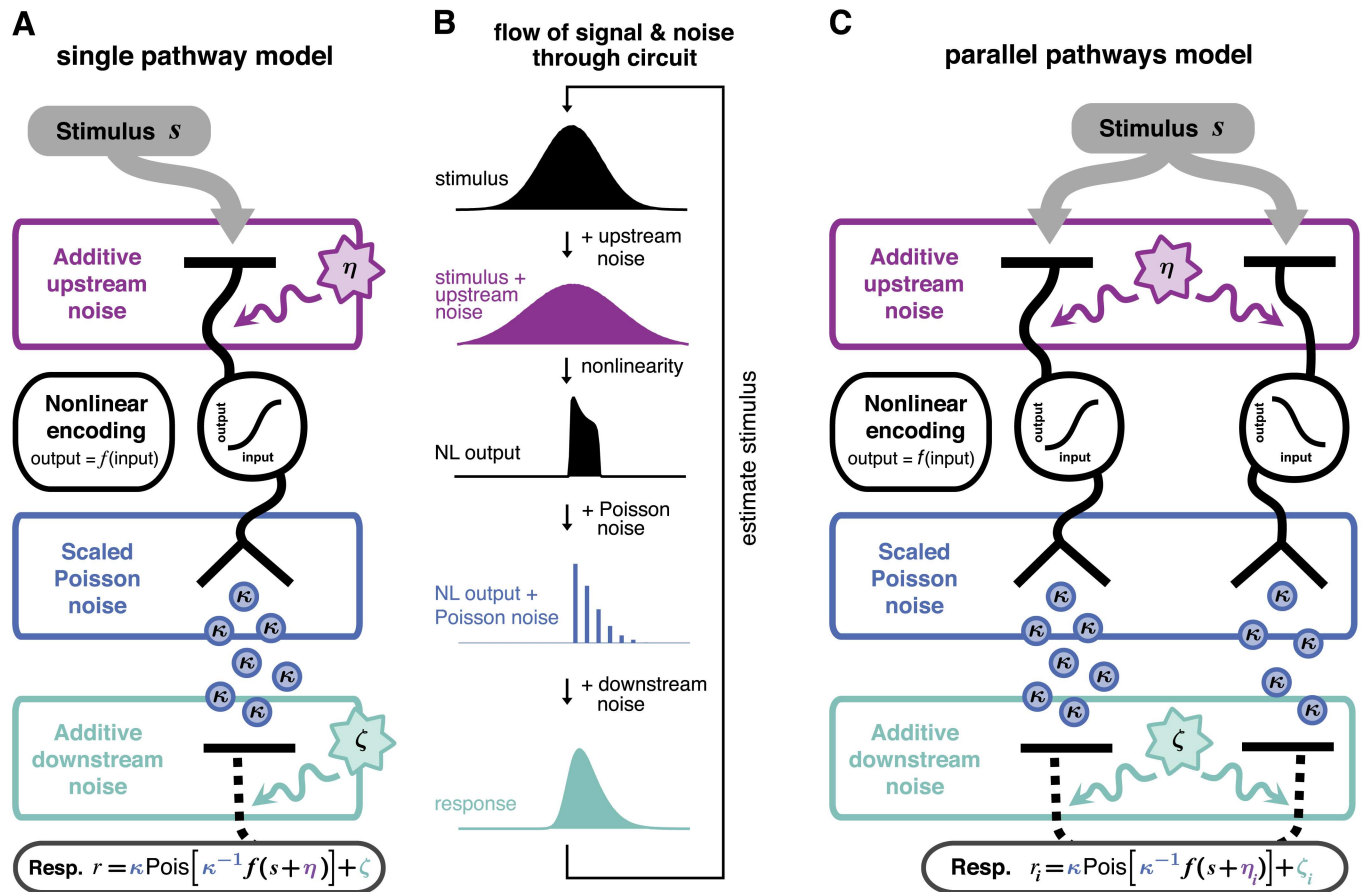 A
single pathway model
Stimulus s
Additive
upstream
noise
η
Nonlinear
encoding
output = f(input)
output
input
Scaled
Poisson
noise
κ
κ
κ
κ
κ
κ
κ
Additive
downstream
noise
ζ
Resp. r = κ Pois[κ⁻¹ f(s+η)] + ζ
B
flow of signal & noise
through circuit
stimulus
+ upstream
noise
stimulus +
upstream
noise
nonlinearity
NL output
+ Poisson
noise
NL output +
Poisson noise
+ downstream
noise
response
estimate stimulus
C
parallel pathways model
Stimulus s
Additive
upstream
noise
η
Nonlinear
encoding
output = f(input)
output
input
output
input
Scaled
Poisson
noise
κ
κ
κ
κ
κ
κ
κ
κ
κ
κ
κ
κ
Additive
downstream
noise
ζ
Resp. rᵢ = κ Pois[κ⁻¹ f(s+ηᵢ)] + ζᵢ